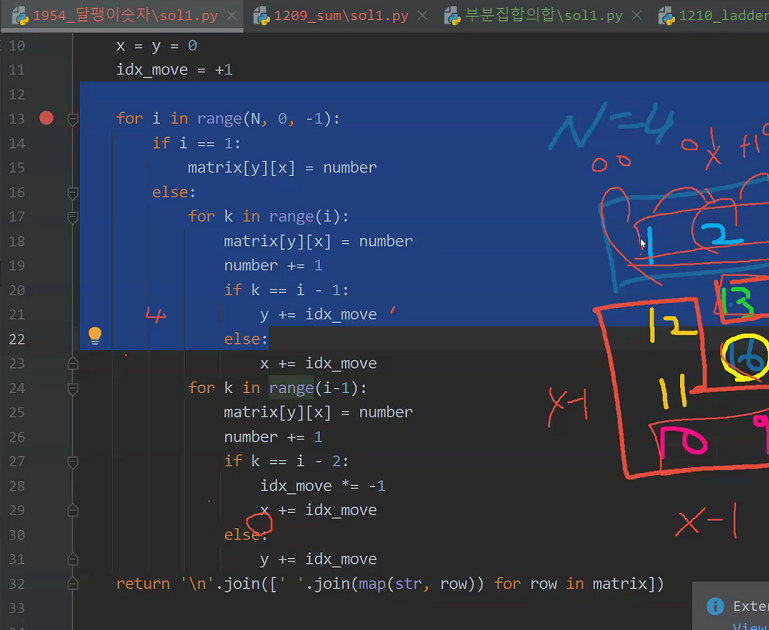 1954_달팽이숫자\sol1.py 1209_sum\sol1.py 부분집합의합\sol1.py 1210_ladder
10 x = y = 0
11 idx_move = +1
12
13 for i in range(N, 0, -1):
14 if i == 1:
15 matrix[y][x] = number
16 else:
17 for k in range(i):
18 matrix[y][x] = number
19 number += 1
20 if k == i - 1:
21 y += idx_move
22 else:
23 x += idx_move
24 for k in range(i-1):
25 matrix[y][x] = number
26 number += 1
27 if k == i - 2:
28 idx_move *= -1
29 x += idx_move
30 else:
31 y += idx_move
32 return '\n'.join([' '.join(map(str, row)) for row in matrix])
33
4
N=4
0 0
0 x +1
1 2
12 13
16
11
10 9
x-1
x-1
Exter
View